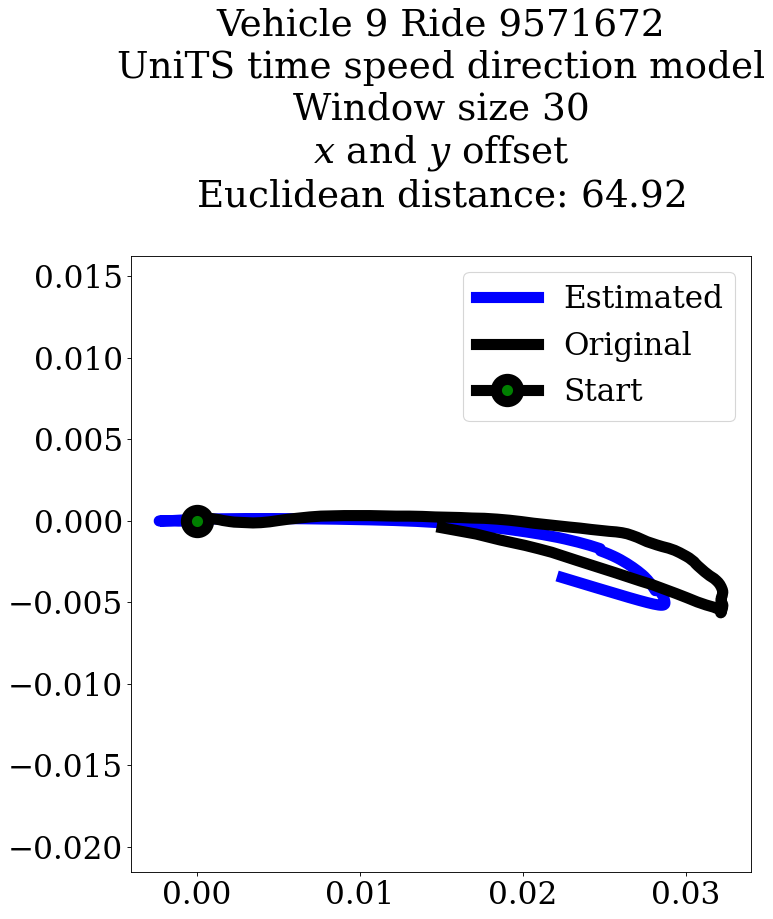 Vehicle 9 Ride 9571672
UniTS time speed direction model
Window size 30
x and y offset
Euclidean distance: 64.92
Estimated
Original
Start
0.015
0.010
0.005
0.000
−0.005
−0.010
−0.015
−0.020
0.00 0.01 0.02 0.03